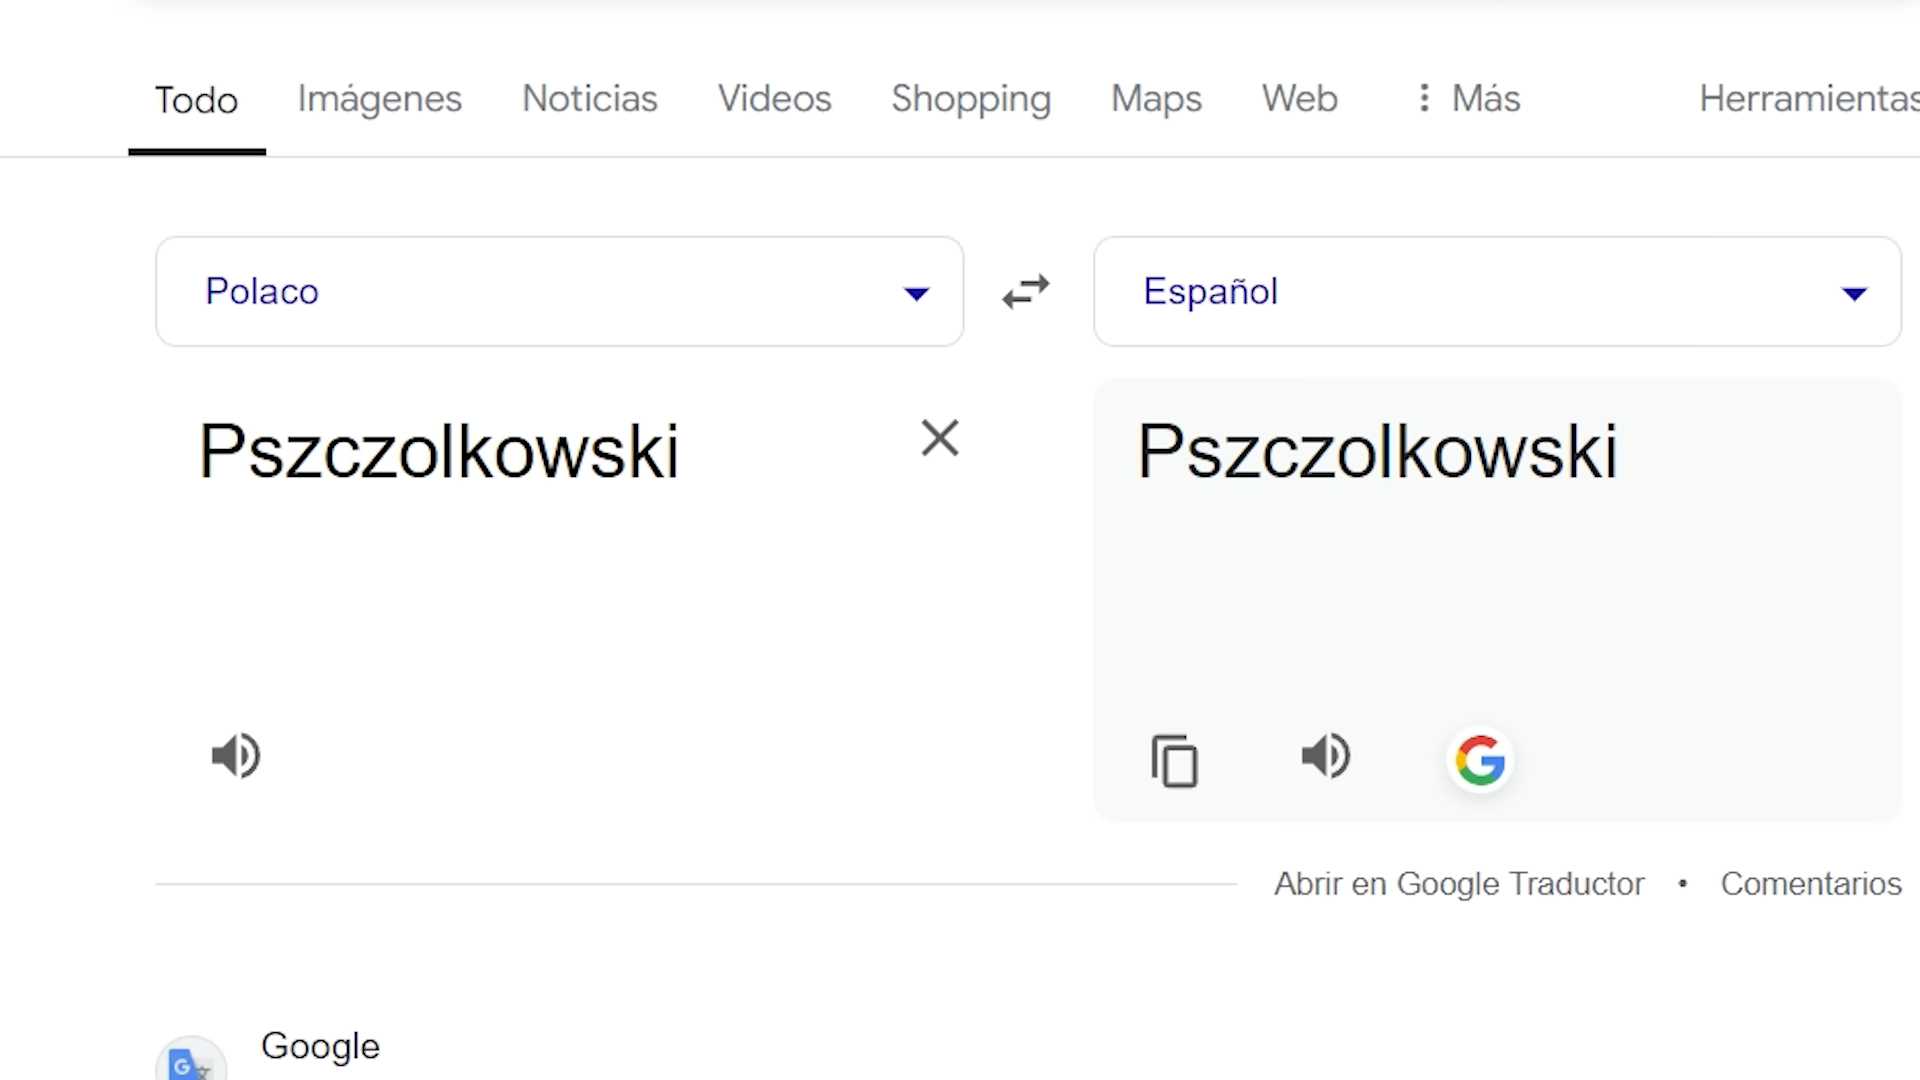 Todo Imágenes Noticias Videos Shopping Maps Web Más Herramientas
Polaco Español
Pszczolkowski Pszczolkowski
Abrir en Google Traductor • Comentarios
Google